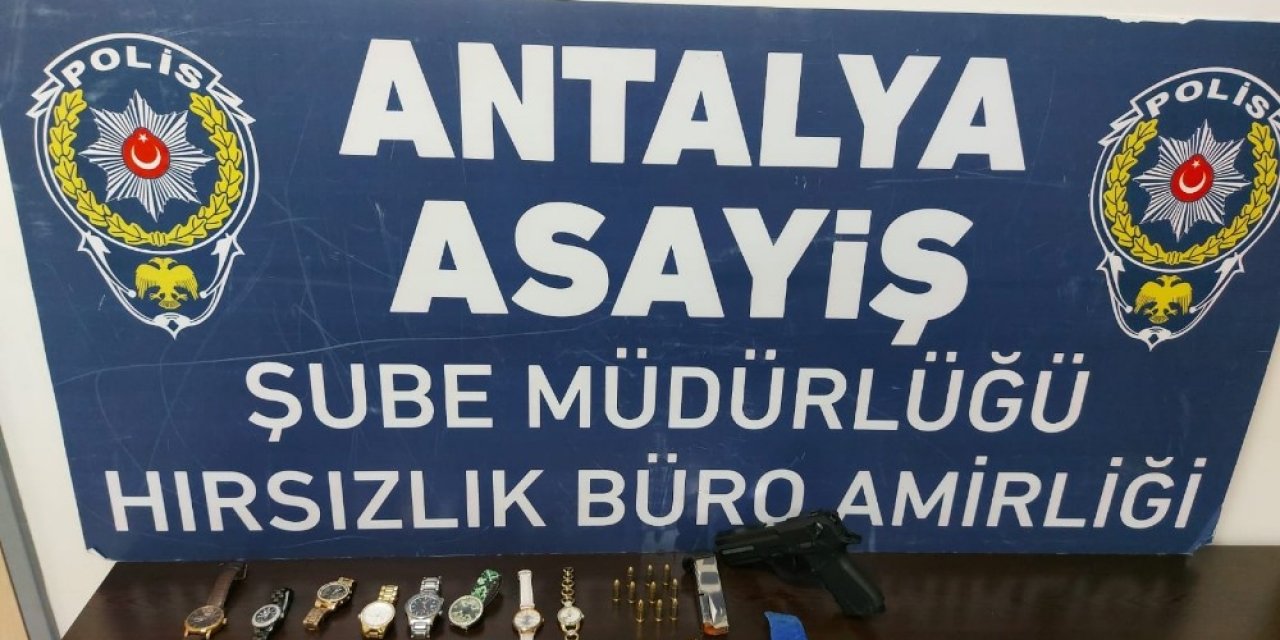 POLİS
POLİS
ANTALYA
ASAYİŞ
ŞUBE MÜDÜRLÜĞÜ
HIRSIZLIK BÜRO AMİRLİĞİ